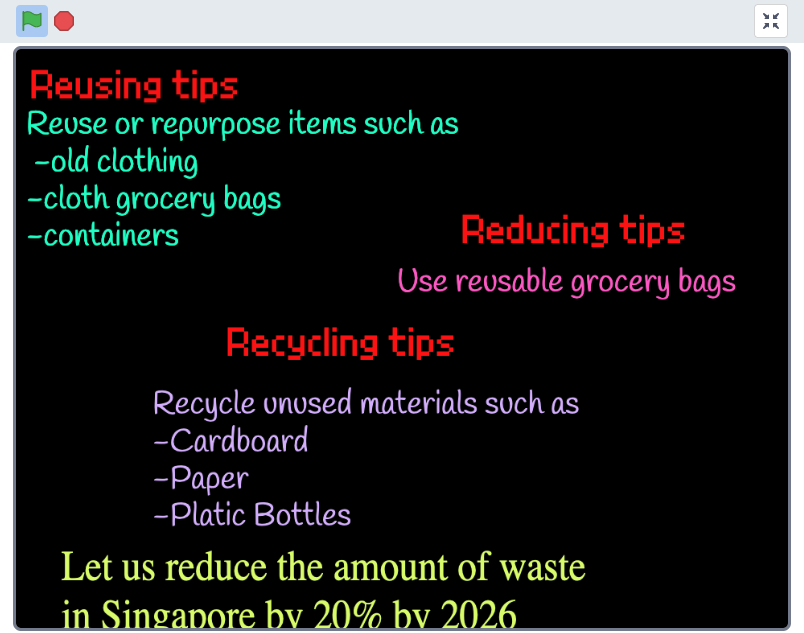 Reusing tips
Reuse or repurpose items such as
-old clothing
-cloth grocery bags
-containers
Reducing tips
Use reusable grocery bags
Recycling tips
Recycle unused materials such as
-Cardboard
-Paper
-Platic Bottles
Let us reduce the amount of waste
in Singapore by 20% by 2026